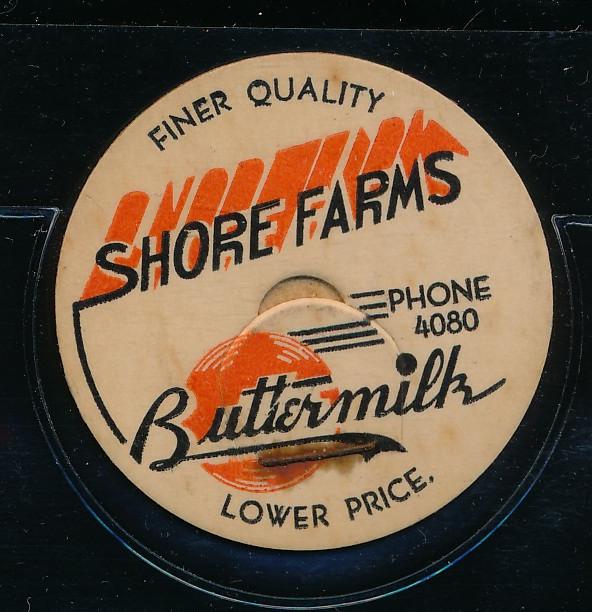 FINER QUALITY
SHORE FARMS
PHONE
4080
Buttermilk
LOWER PRICE.